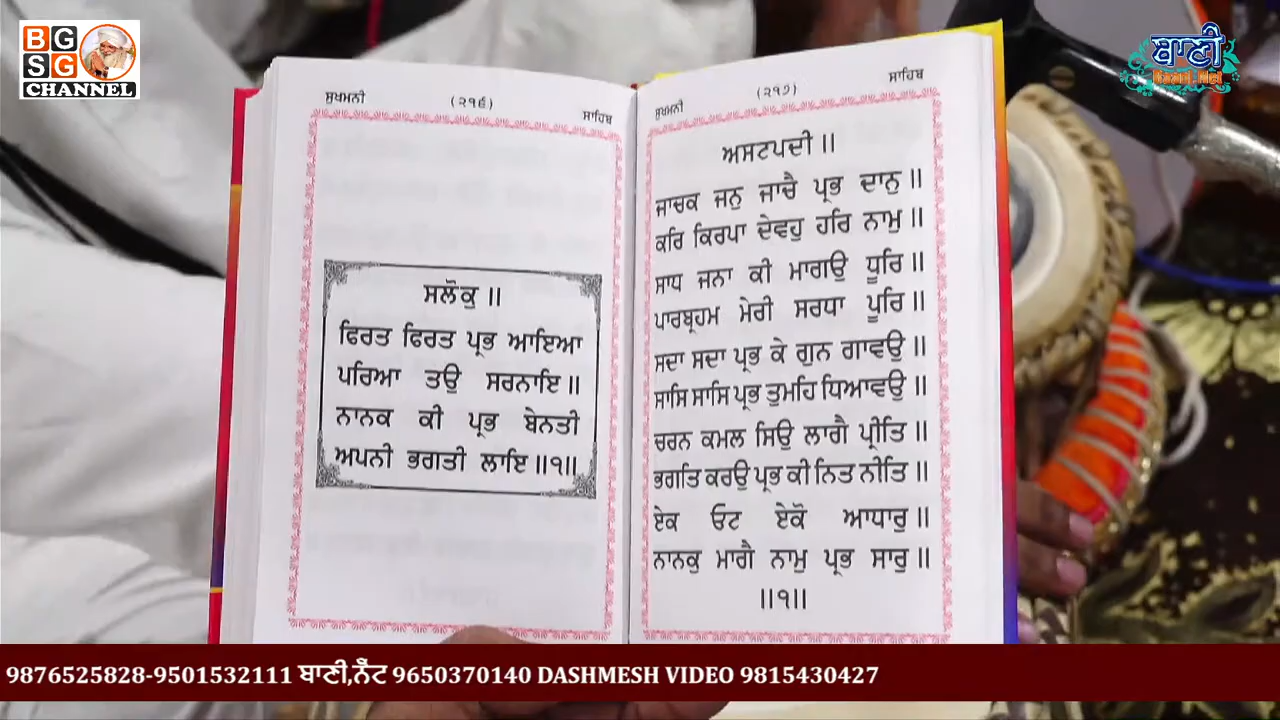 BG
SG
CHANNEL
ਬਾਣੀ
Baani.Net
ਸੁਖਮਨੀ (੨੧੬) ਸਾਹਿਬ
ਸਲੋਕੁ ॥
ਫਿਰਤ ਫਿਰਤ ਪ੍ਰਭ ਆਇਆ
ਪਰਿਆ ਤਉ ਸਰਨਾਇ ॥
ਨਾਨਕ ਕੀ ਪ੍ਰਭ ਬੇਨਤੀ
ਅਪਨੀ ਭਗਤੀ ਲਾਇ ॥੧॥
ਸੁਖਮਨੀ (੨੧੭) ਸਾਹਿਬ
ਅਸਟਪਦੀ ॥
ਜਾਚਕ ਜਨੁ ਜਾਚੈ ਪ੍ਰਭ ਦਾਨੁ ॥
ਕਰਿ ਕਿਰਪਾ ਦੇਵਹੁ ਹਰਿ ਨਾਮੁ ॥
ਸਾਧ ਜਨਾ ਕੀ ਮਾਗਉ ਧੂਰਿ ॥
ਪਾਰਬ੍ਰਹਮ ਮੇਰੀ ਸਰਧਾ ਪੂਰਿ ॥
ਸਦਾ ਸਦਾ ਪ੍ਰਭ ਕੇ ਗੁਨ ਗਾਵਉ ॥
ਸਾਸਿ ਸਾਸਿ ਪ੍ਰਭ ਤੁਮਹਿ ਧਿਆਵਉ ॥
ਚਰਨ ਕਮਲ ਸਿਉ ਲਾਗੈ ਪ੍ਰੀਤਿ ॥
ਭਗਤਿ ਕਰਉ ਪ੍ਰਭ ਕੀ ਨਿਤ ਨੀਤਿ ॥
ਏਕ ਓਟ ਏਕੋ ਆਧਾਰੁ ॥
ਨਾਨਕੁ ਮਾਗੈ ਨਾਮੁ ਪ੍ਰਭ ਸਾਰੁ ॥
॥੧॥
9876525828-9501532111 ਬਾਣੀ,ਨੈੱਟ 9650370140 DASHMESH VIDEO 9815430427